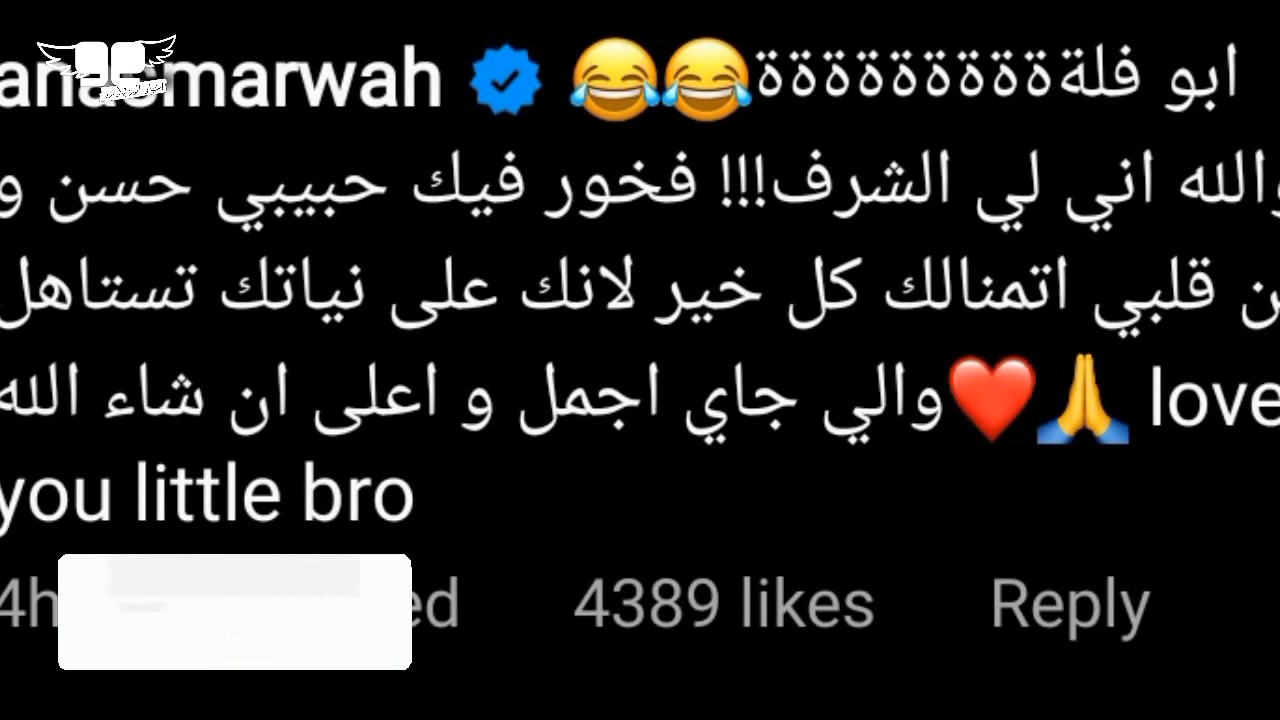 anasmarwah 😂😂ابو فلةةةةةةةةةة
والله اني لي الشرف!!! فخور فيك حبيبي حسن و
قلبي اتمنالك كل خير لانك على نياتك تستاهل
والي جاي اجمل و اعلى ان شاء الله❤️🙏 love
you little bro
4h 4389 likes Reply